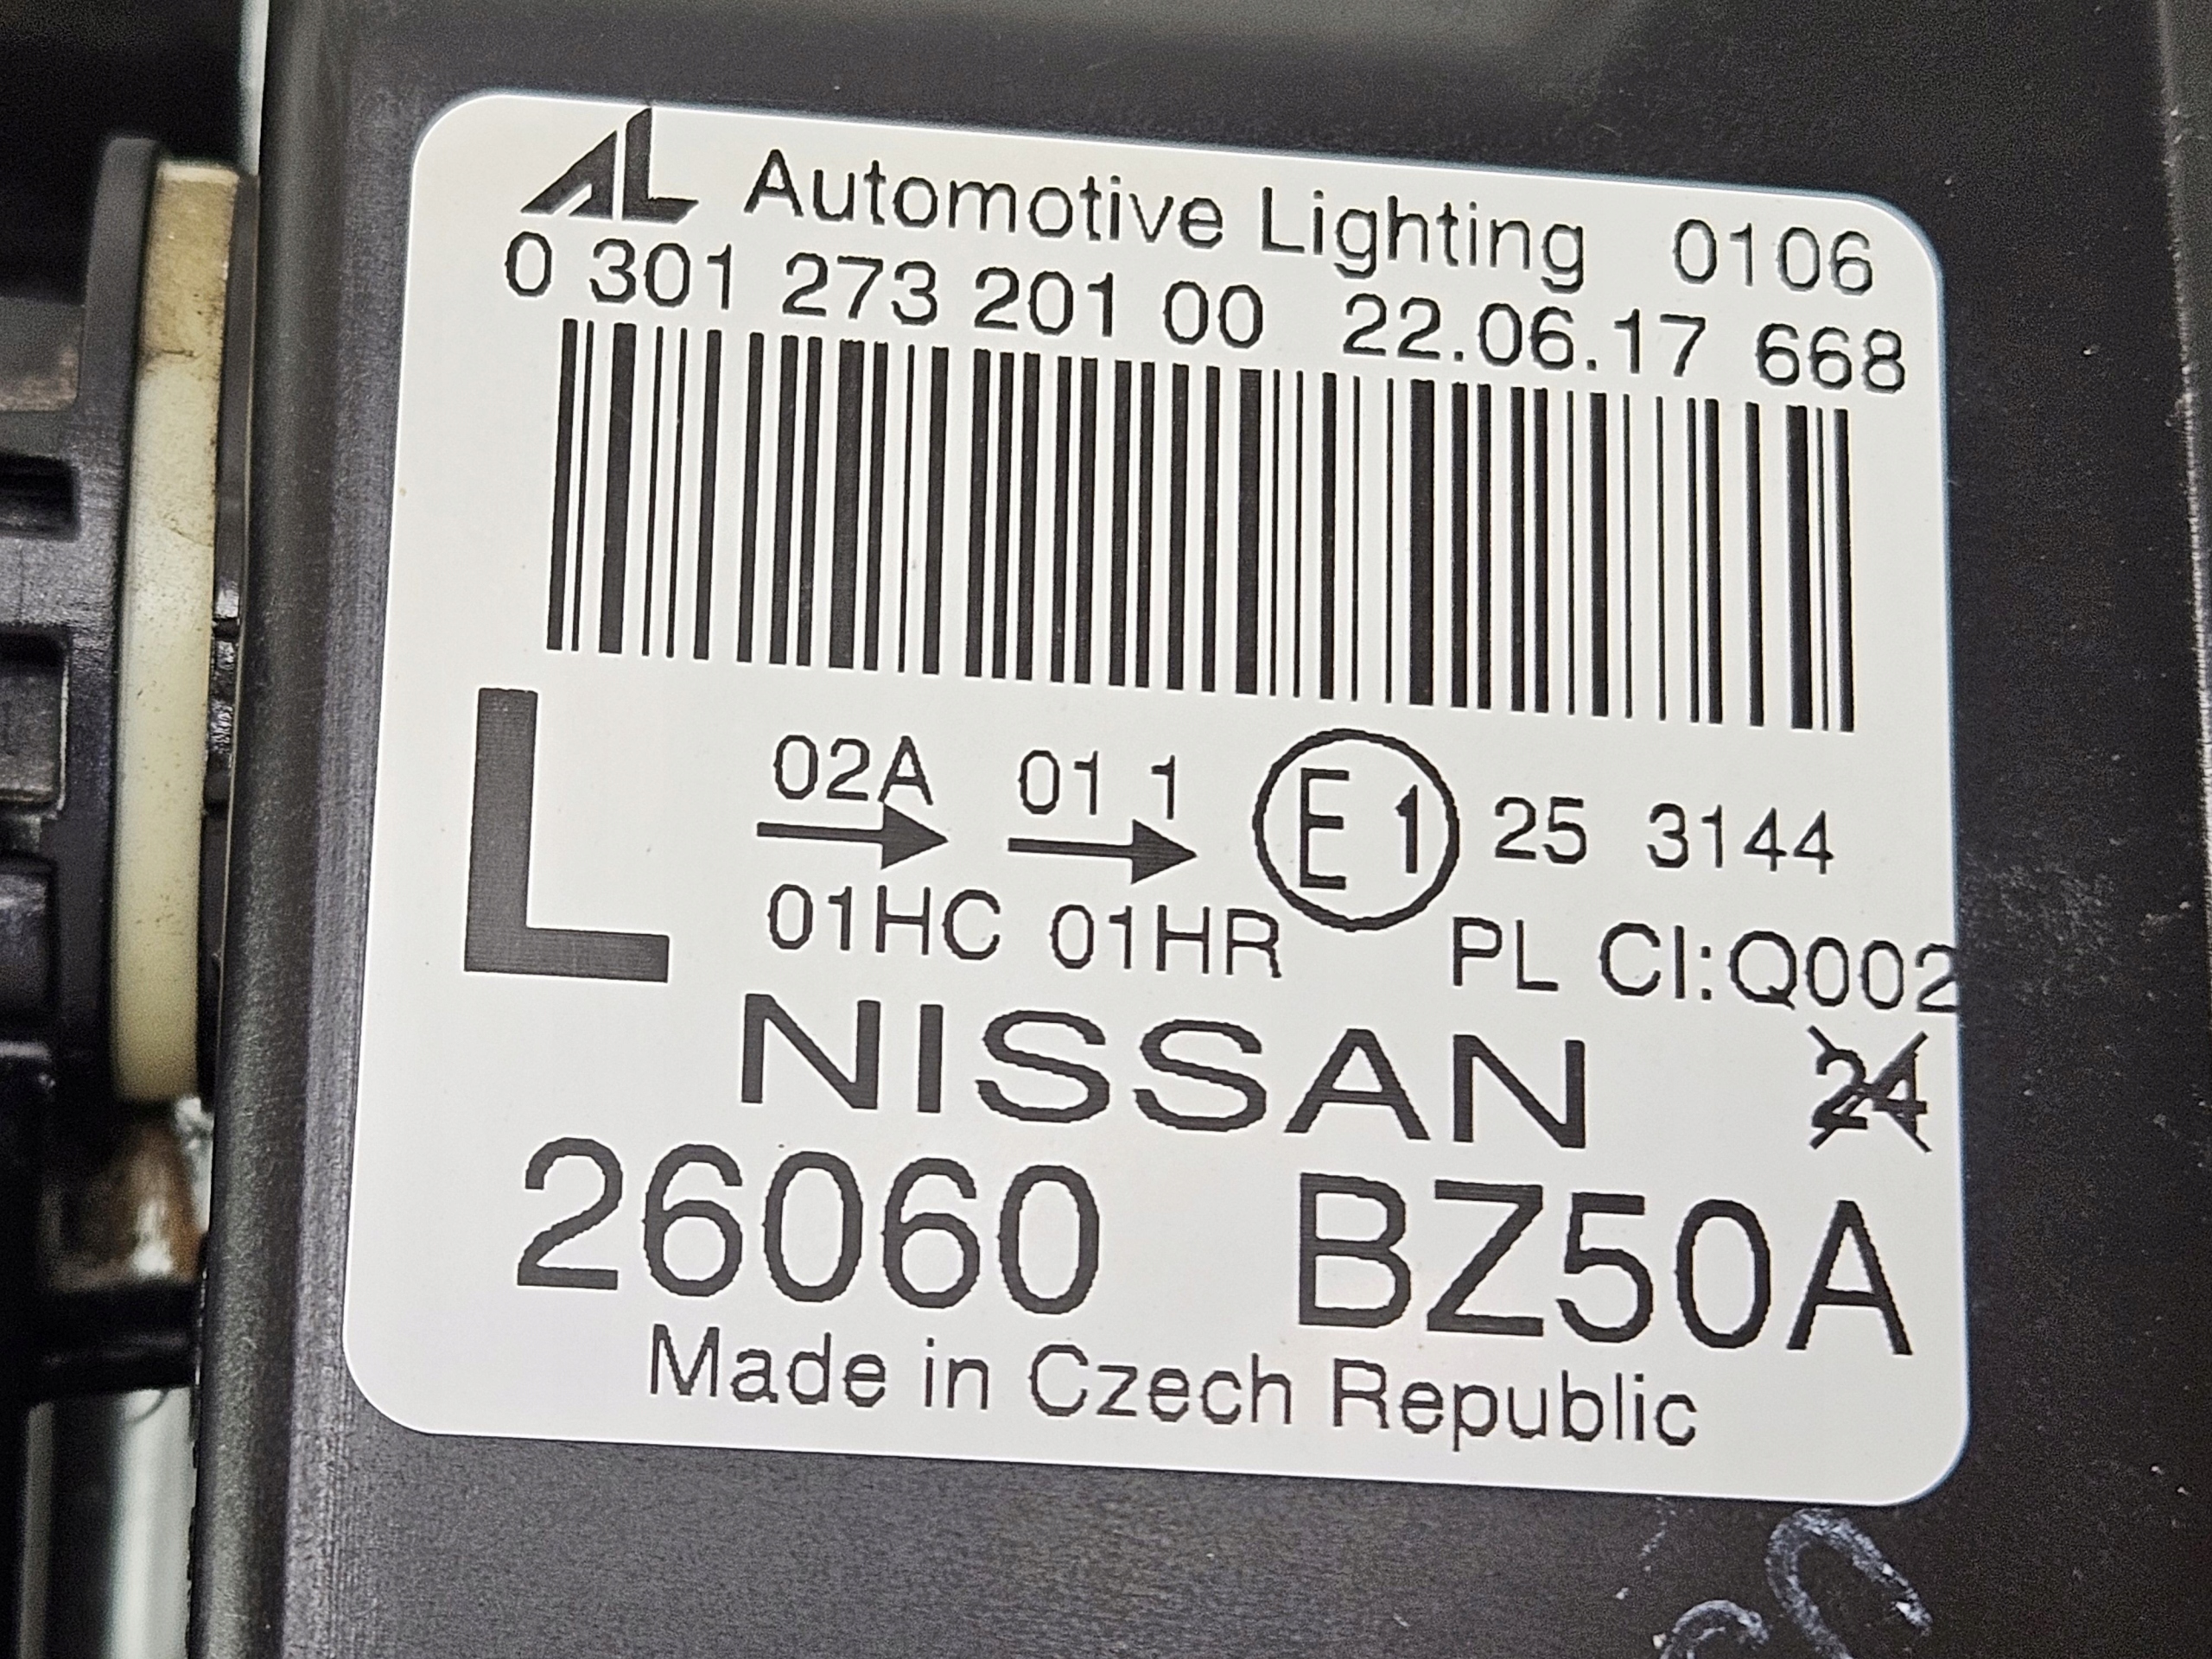 AL Automotive Lighting 0106
0 301 273 201 00 22.06.17 668
L
02A 01 1 E1 25 3144
01HC 01HR PL CI:Q002
NISSAN 24
26060 BZ50A
Made in Czech Republic